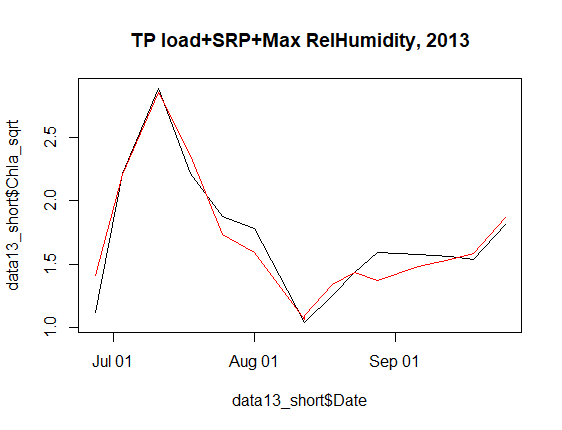 TP load+SRP+Max RelHumidity, 2013
data13_short$Chla_sqrt
2.5
2.0
1.5
1.0
Jul 01 Aug 01 Sep 01
data13_short$Date